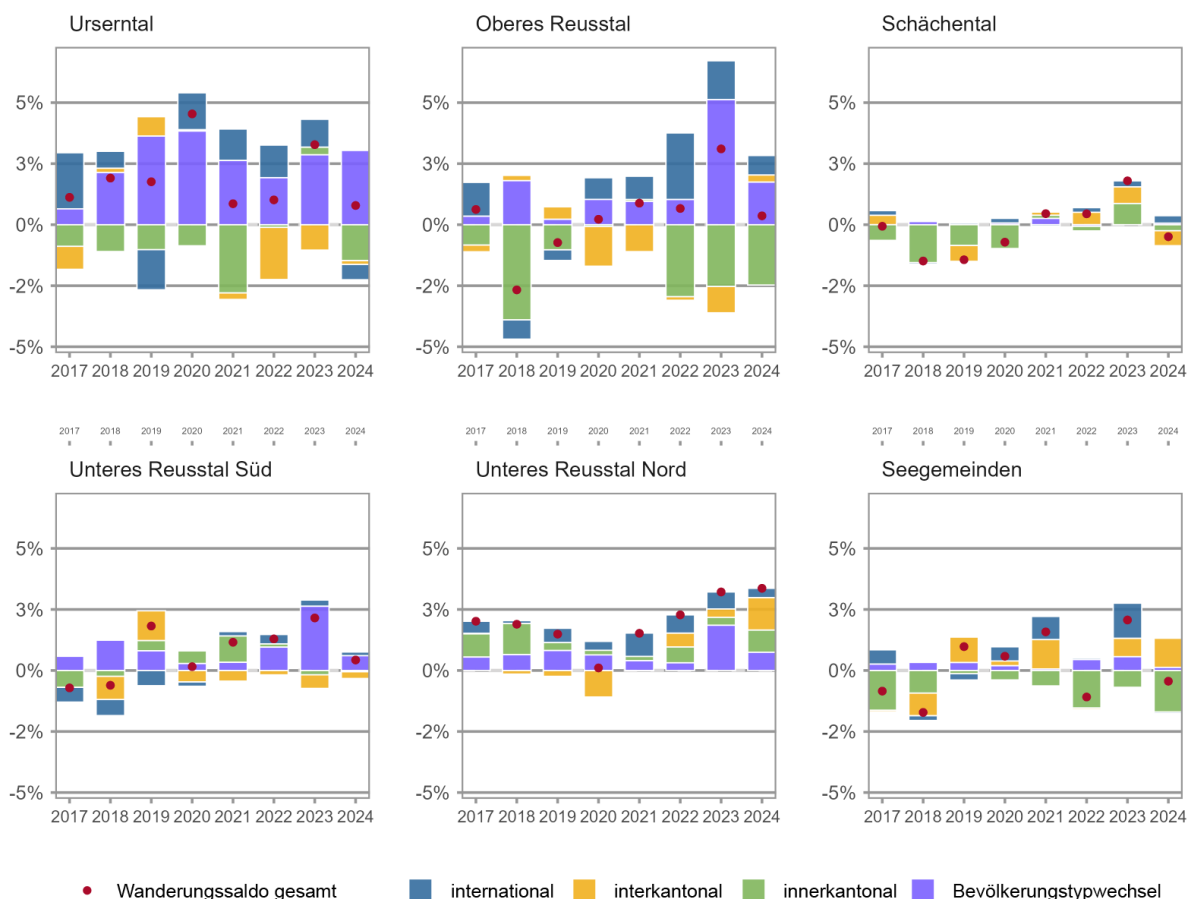 Urserntal
Oberes Reusstal
Schächental
5%
3%
0%
-2%
-5%
2017 2018 2019 2020 2021 2022 2023 2024
5%
3%
0%
-2%
-5%
2017 2018 2019 2020 2021 2022 2023 2024
5%
3%
0%
-2%
-5%
2017 2018 2019 2020 2021 2022 2023 2024
2017 2018 2019 2020 2021 2022 2023 2024
2017 2018 2019 2020 2021 2022 2023 2024
2017 2018 2019 2020 2021 2022 2023 2024
Unteres Reusstal Süd
Unteres Reusstal Nord
Seegemeinden
5%
3%
0%
-2%
-5%
2017 2018 2019 2020 2021 2022 2023 2024
5%
3%
0%
-2%
-5%
2017 2018 2019 2020 2021 2022 2023 2024
5%
3%
0%
-2%
-5%
2017 2018 2019 2020 2021 2022 2023 2024
Wanderungssaldo gesamt international interkantonal innerkantonal Bevölkerungstypwechsel